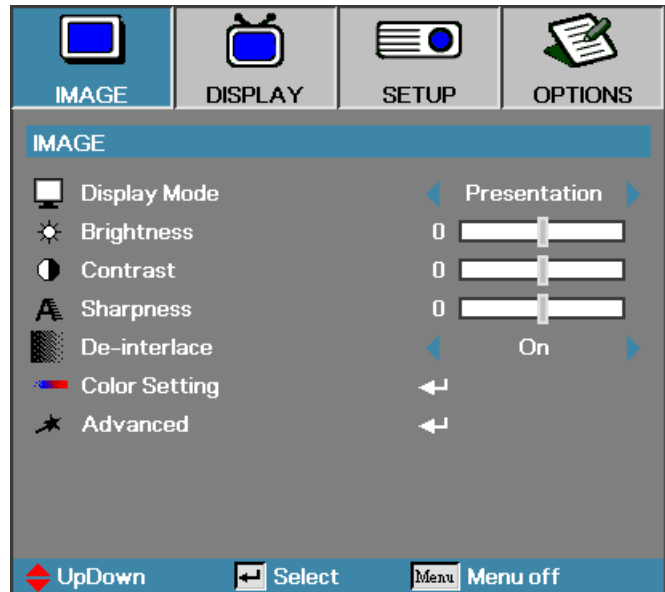 IMAGE DISPLAY SETUP OPTIONS
IMAGE
Display Mode Presentation
Brightness 0
Contrast 0
Sharpness 0
De-interlace On
Color Setting
Advanced
UpDown Select Menu Menu off